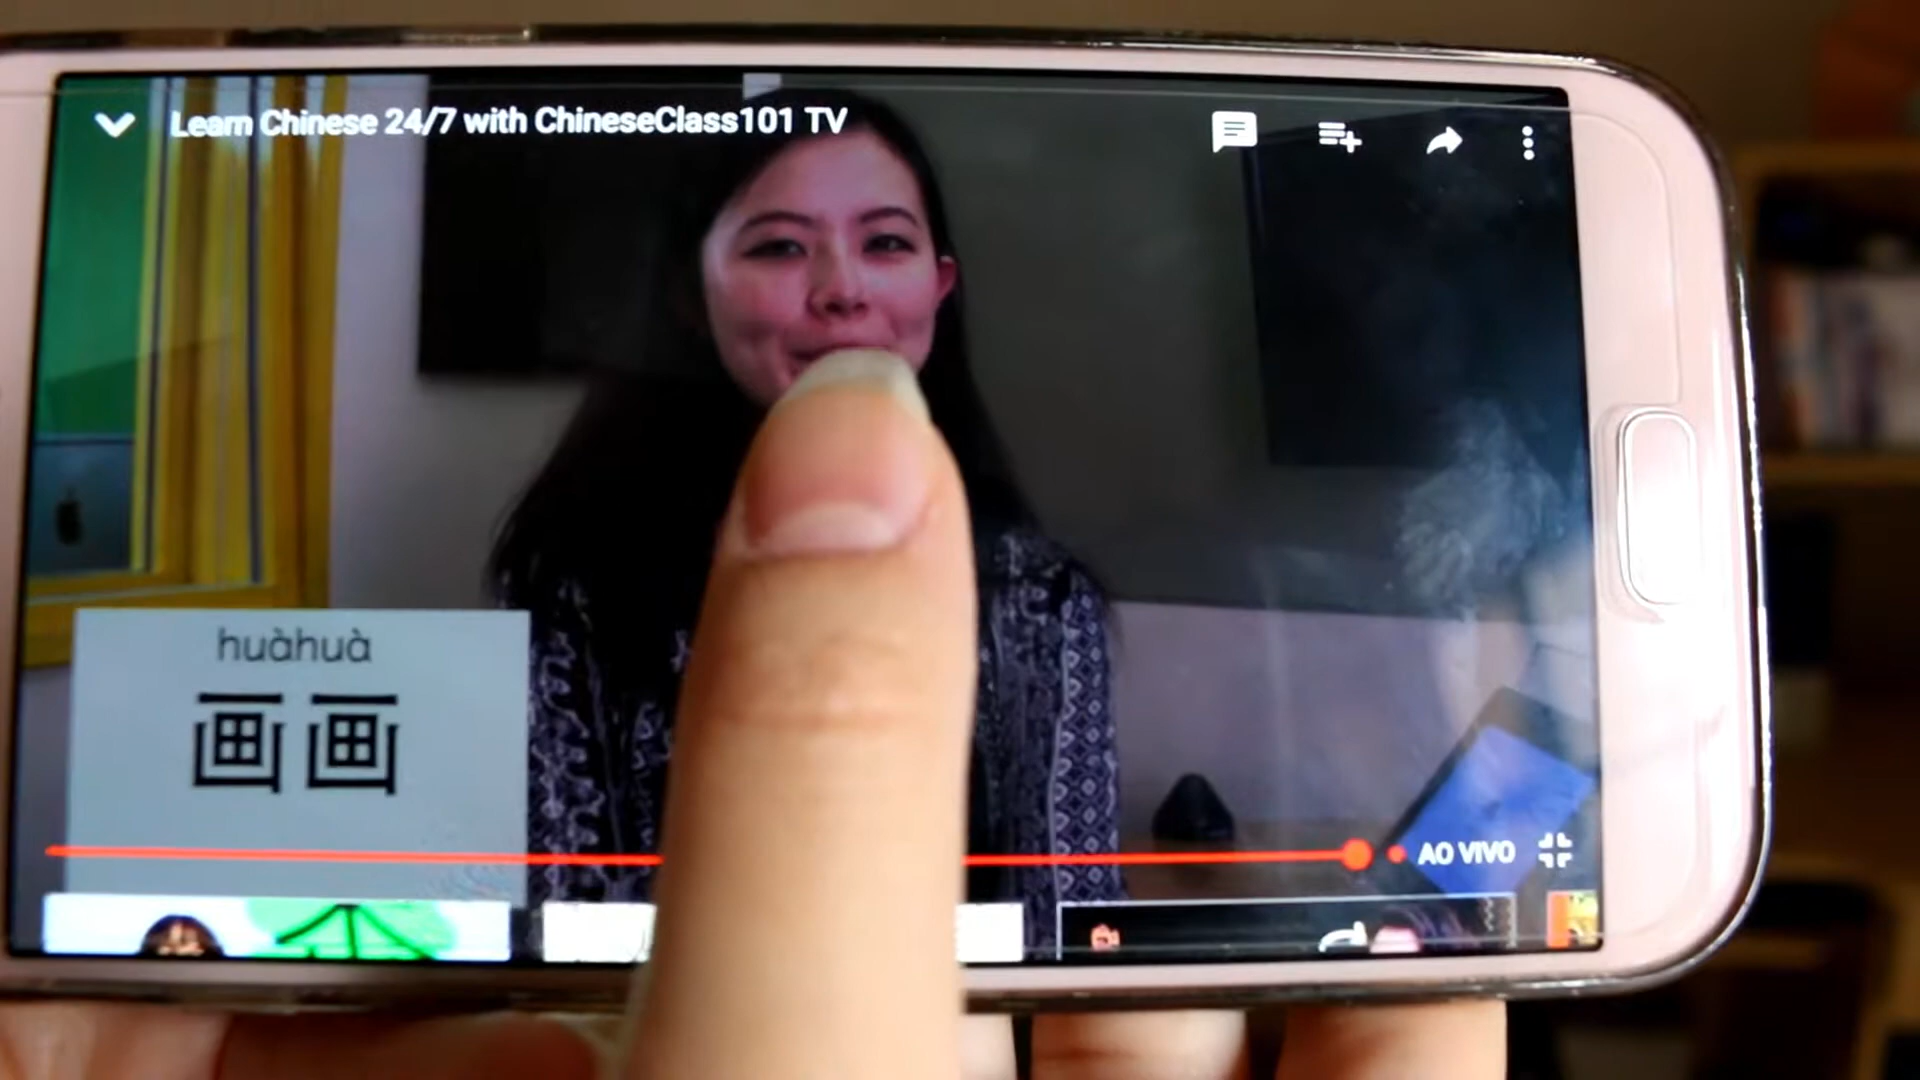 Learn Chinese 24/7 with ChineseClass101 TV
huàhuà
画画
AO VIVO